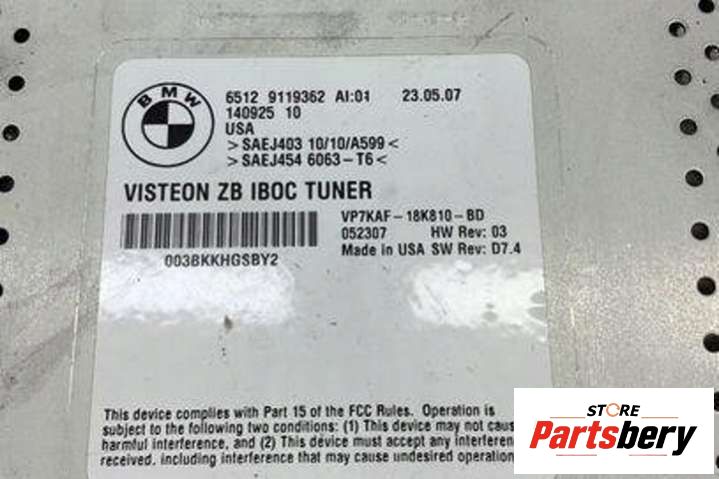 BMW
6512 9119362 AI:01 23.05.07
140925 10
USA
>SAEJ403 10/10/A599<
>SAEJ454 6063-T6<
VISTEON ZB IBOC TUNER
VP7KAF-18K810-BD
052307 HW Rev: 03
Made in USA SW Rev: D7.4
003BKKHGSBY2
This device complies with Part 15 of the FCC Rules. Operation is
subject to the following two conditions: (1) This device may not caus
harmful interference, and (2) This device must accept any interferen
received, including interference that may cause undesired operation
STORE
Partsbery